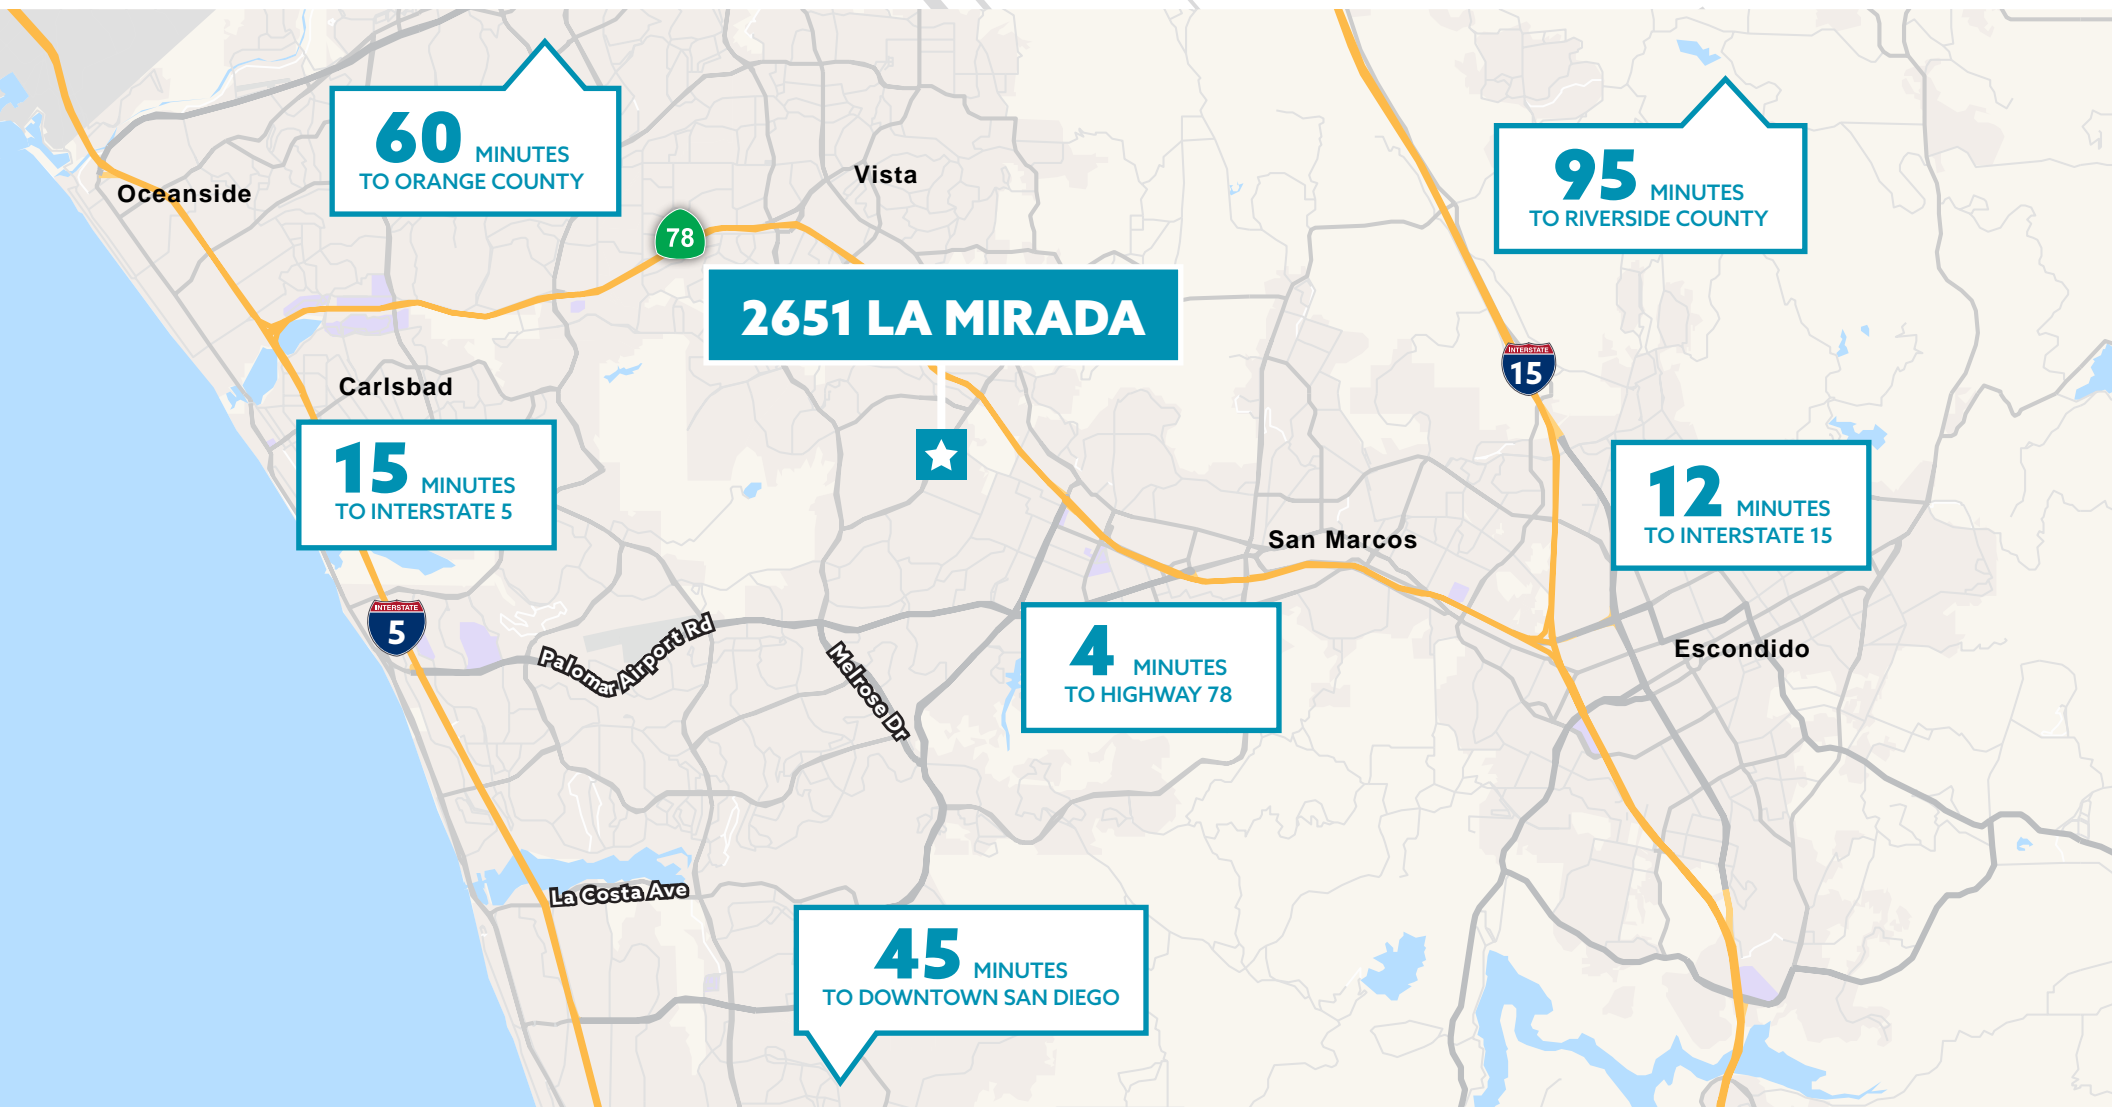 60 MINUTES
TO ORANGE COUNTY
Oceanside
Vista
95 MINUTES
TO RIVERSIDE COUNTY
78
2651 LA MIRADA
INTERSTATE
15
Carlsbad
15 MINUTES
TO INTERSTATE 5
12 MINUTES
TO INTERSTATE 15
San Marcos
INTERSTATE
5
Palomar Airport Rd
Melrose Dr
4 MINUTES
TO HIGHWAY 78
Escondido
La Costa Ave
45 MINUTES
TO DOWNTOWN SAN DIEGO